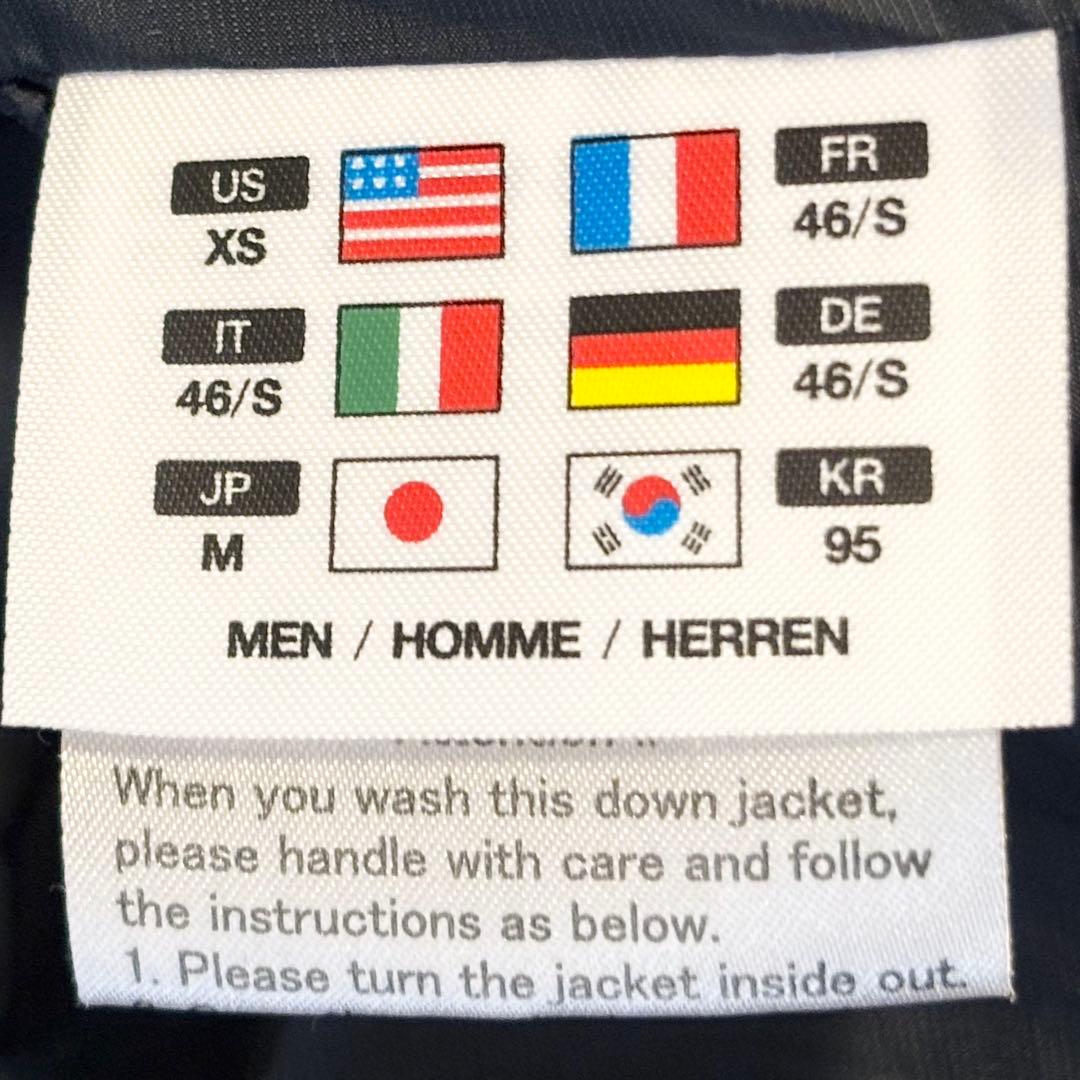 US FR
XS 46/S
IT DE
46/S 46/S
JP KR
M 95
MEN / HOMME / HERREN
When you wash this down jacket,
please handle with care and follow
the instructions as below.
1. Please turn the jacket inside out.